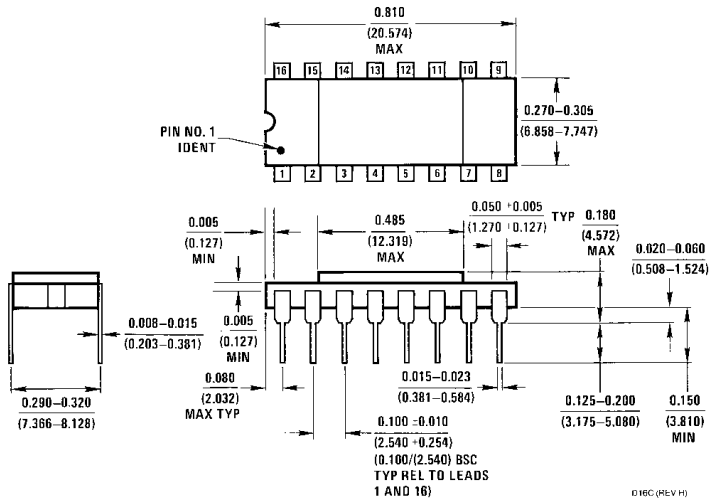 0.810
(20.574)
MAX
16 15 14 13 12 11 10 9
PIN NO. 1
IDENT
0.270–0.305
(6.858–7.747)
1 2 3 4 5 6 7 8
0.005
(0.127)
MIN
0.485
(12.319)
MAX
0.050 ±0.005
(1.270 ±0.127)
TYP
0.180
(4.572)
MAX
0.020–0.060
(0.508–1.524)
0.008–0.015
(0.203–0.381)
0.005
(0.127)
MIN
0.290–0.320
(7.366–8.128)
0.080
(2.032)
MAX TYP
0.015–0.023
(0.381–0.584)
0.125–0.200
(3.175–5.080)
0.150
(3.810)
MIN
0.100 ±0.010
(2.540 ±0.254)
(0.100/(2.540) BSC
TYP REL TO LEADS
1 AND 16)
D16C (REV H)